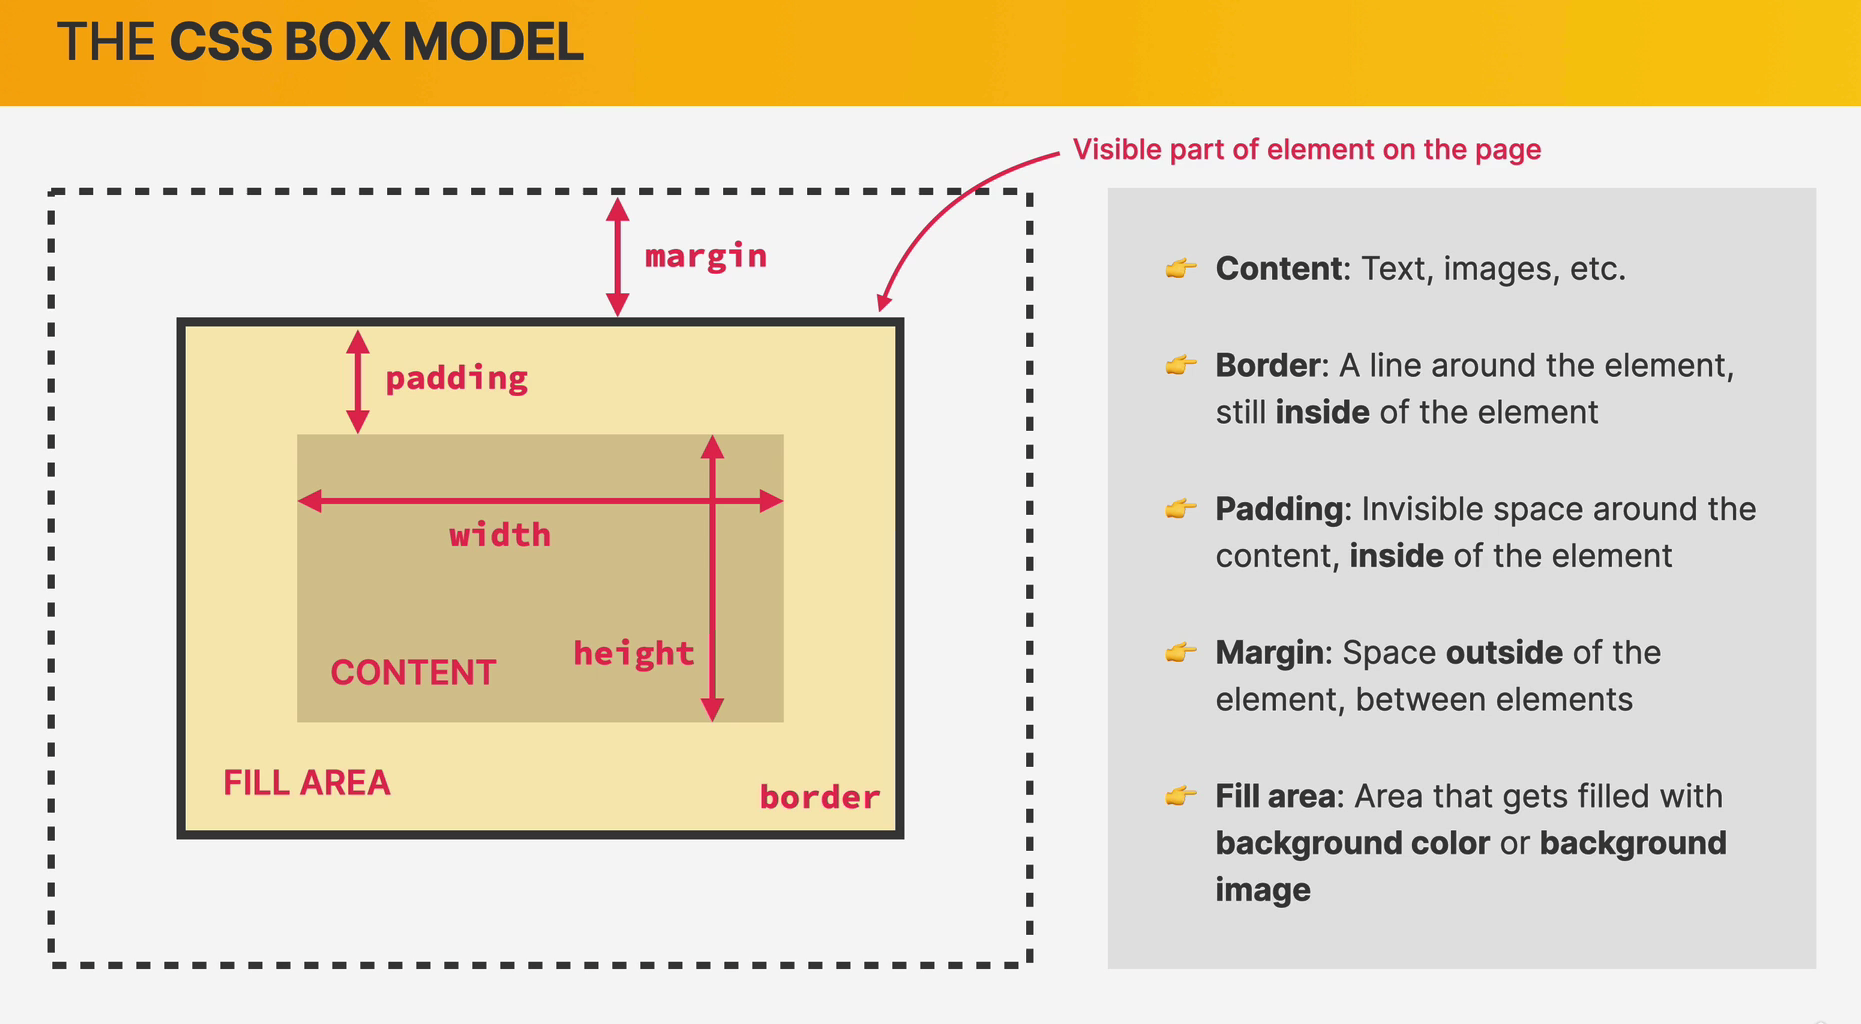 THE CSS BOX MODEL
Visible part of element on the page
margin
padding
width
height
CONTENT
FILL AREA
border
👉 Content: Text, images, etc.
👉 Border: A line around the element,
still inside of the element
👉 Padding: Invisible space around the
content, inside of the element
👉 Margin: Space outside of the
element, between elements
👉 Fill area: Area that gets filled with
background color or background
image